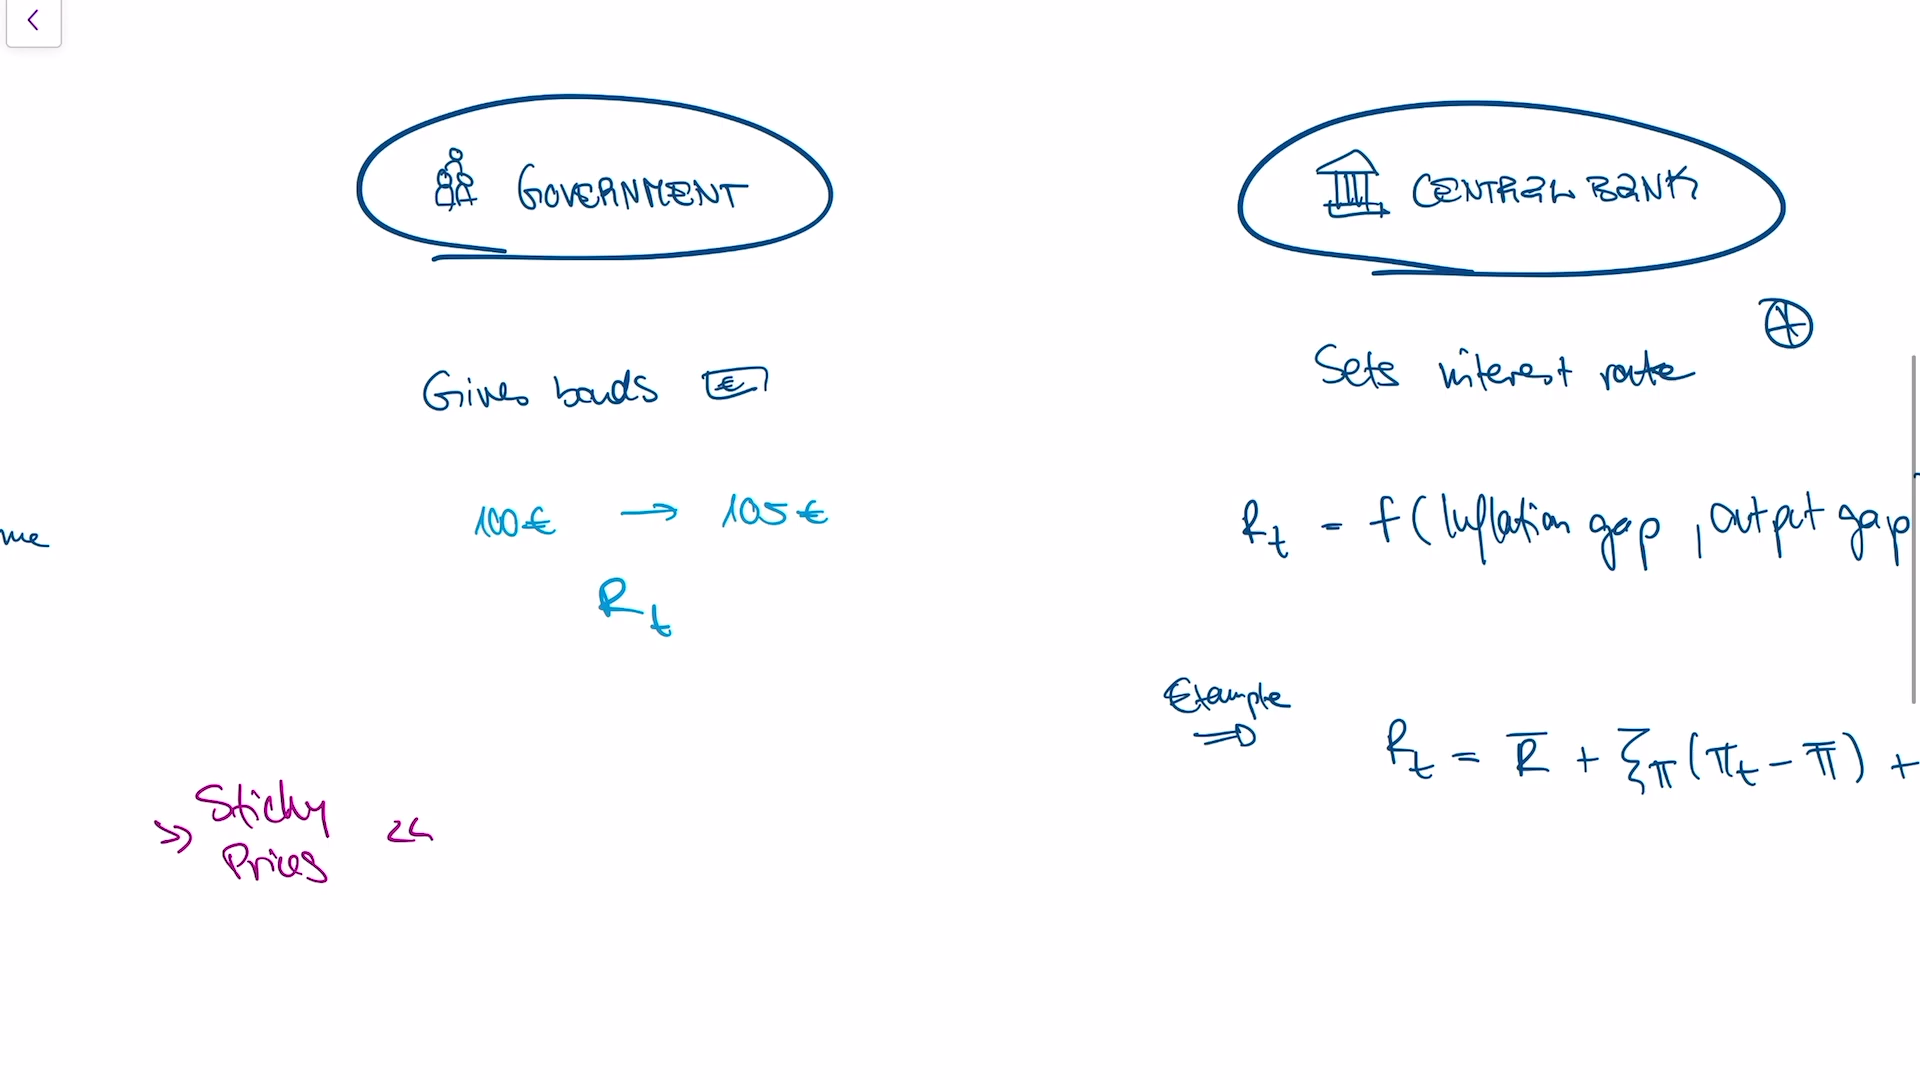 GOVERNMENT
CENTRAL BANK
Gives bonds €
Sets interest rate
100€ → 105€
me
R_t
R_t = f(Inflation gap, output gap
Example
⇒
R_t = R̄ + ξ_π(π_t - π̄) +
» Sticky «
Prices